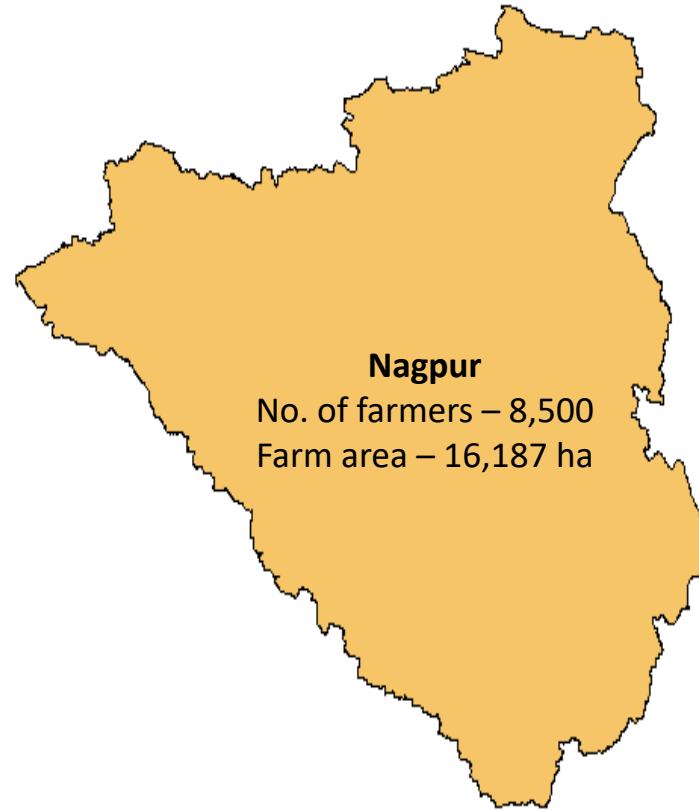 Nagpur
No. of farmers – 8,500
Farm area – 16,187 ha